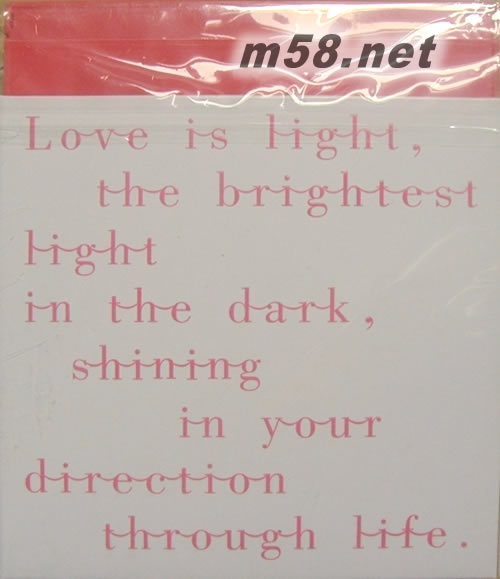 m58.net
Love is light,
the brightest
light
in the dark,
shining
in your
direction
through life.